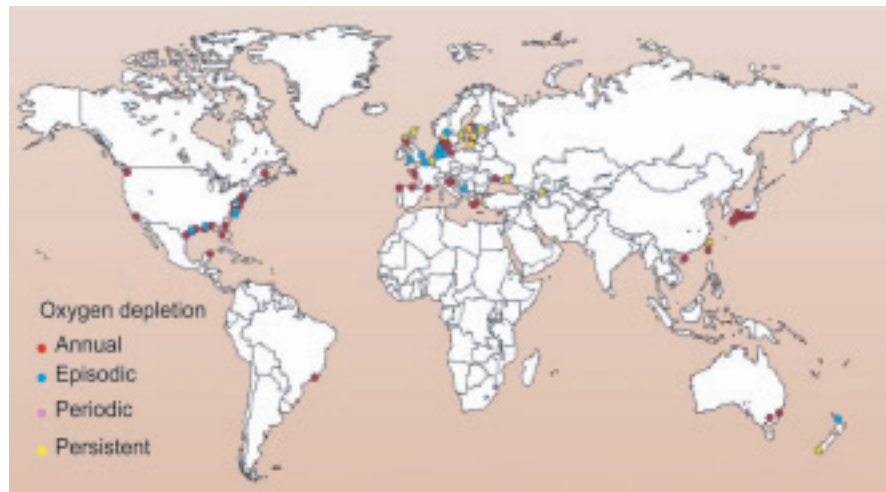 Oxygen depletion
Annual
Episodic
Periodic
Persistent